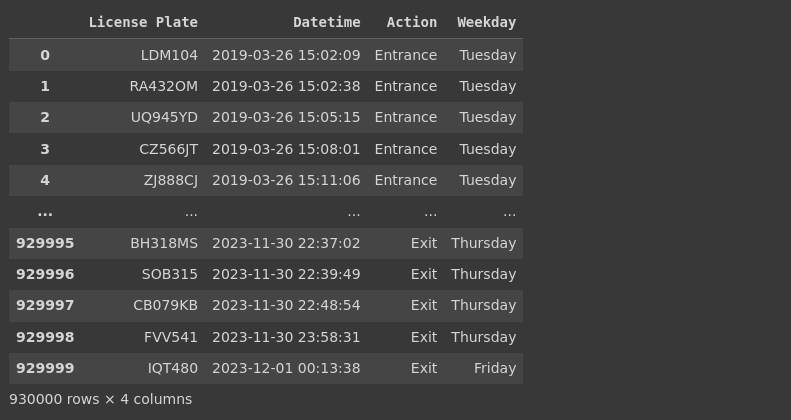 License Plate Datetime Action Weekday
0 LDM104 2019-03-26 15:02:09 Entrance Tuesday
1 RA432OM 2019-03-26 15:02:38 Entrance Tuesday
2 UQ945YD 2019-03-26 15:05:15 Entrance Tuesday
3 CZ566JT 2019-03-26 15:08:01 Entrance Tuesday
4 ZJ888CJ 2019-03-26 15:11:06 Entrance Tuesday
... ... ... ... ...
929995 BH318MS 2023-11-30 22:37:02 Exit Thursday
929996 SOB315 2023-11-30 22:39:49 Exit Thursday
929997 CB079KB 2023-11-30 22:48:54 Exit Thursday
929998 FVV541 2023-11-30 23:58:31 Exit Thursday
929999 IQT480 2023-12-01 00:13:38 Exit Friday
930000 rows × 4 columns